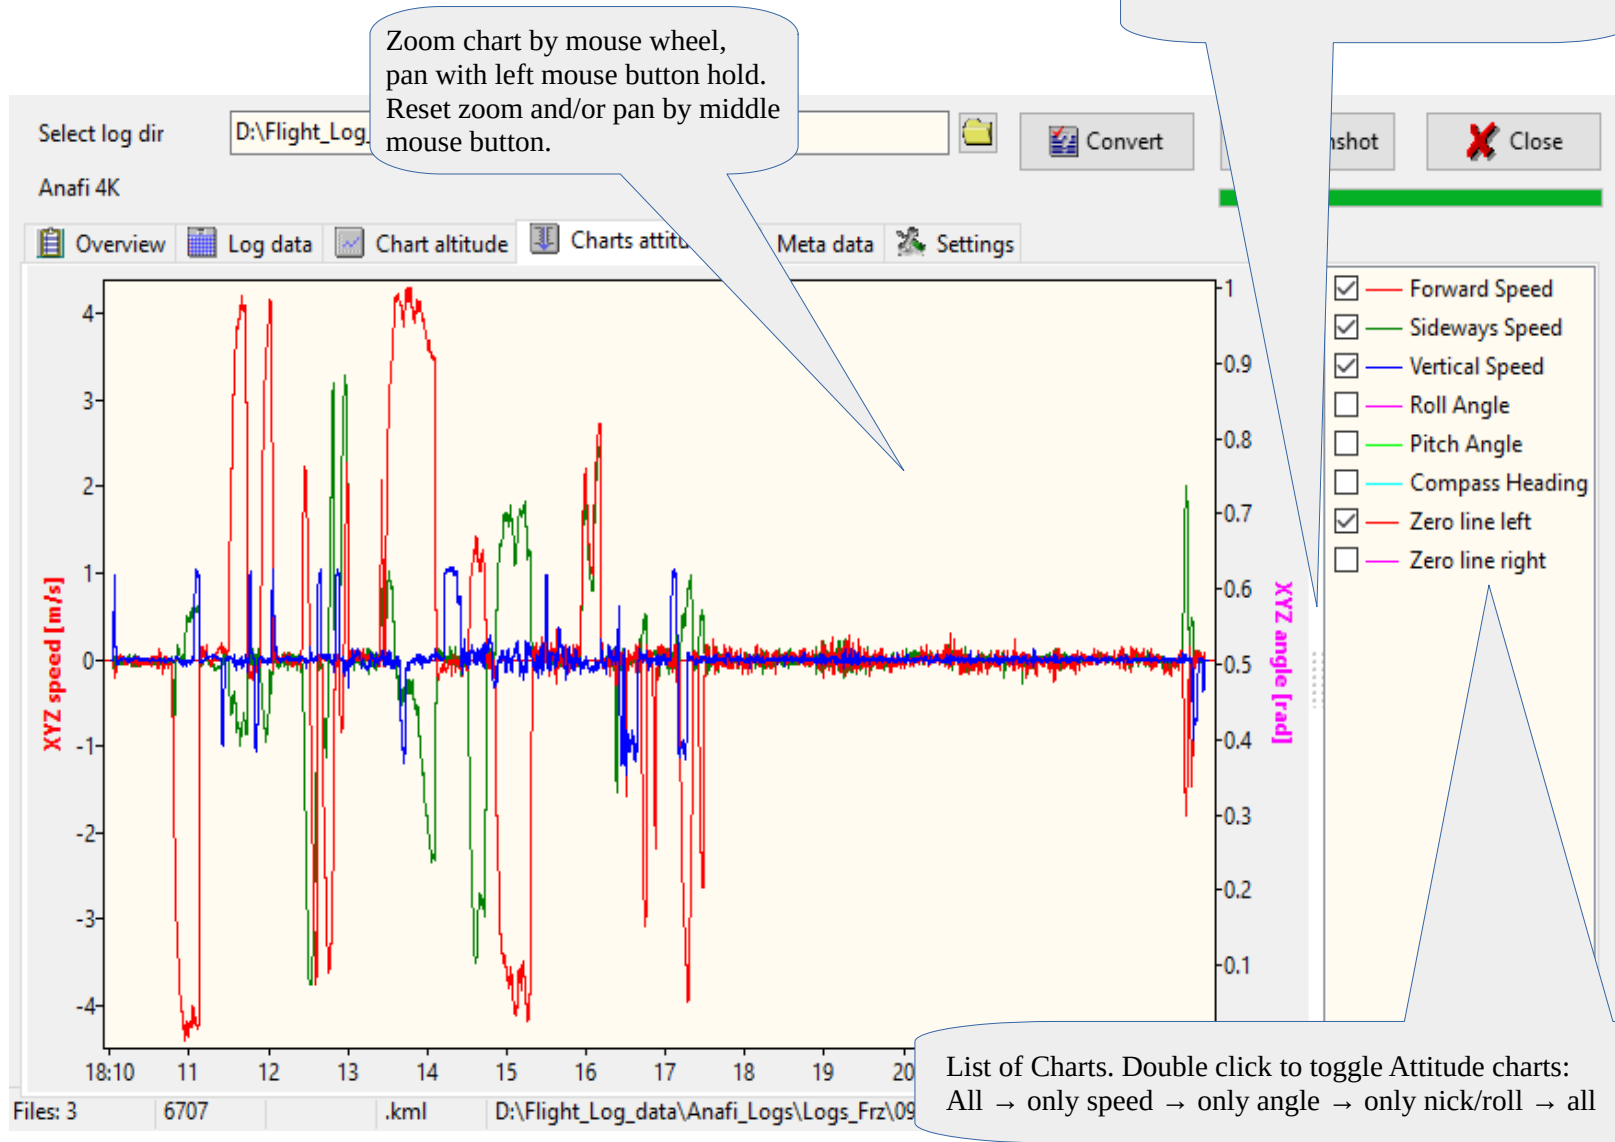 Zoom chart by mouse wheel,
pan with left mouse button hold.
Reset zoom and/or pan by middle
mouse button.
Select log dir
D:\Flight_Log_
Convert
Close
Anafi 4K
Overview
Log data
Chart altitude
Charts
Meta data
Settings
4
3
2
1
0
-1
-2
-3
-4
XYZ speed [m/s]
1
0.9
0.8
0.7
0.6
0.5
0.4
0.3
0.2
0.1
XYZ angle [rad]
18:10 11 12 13 14 15 16 17 18 19 20
Forward Speed
Sideways Speed
Vertical Speed
Roll Angle
Pitch Angle
Compass Heading
Zero line left
Zero line right
List of Charts. Double click to toggle Attitude charts:
All → only speed → only angle → only nick/roll → all
Files: 3
6707
.kml
D:\Flight_Log_data\Anafi_Logs\Logs_Frz\09